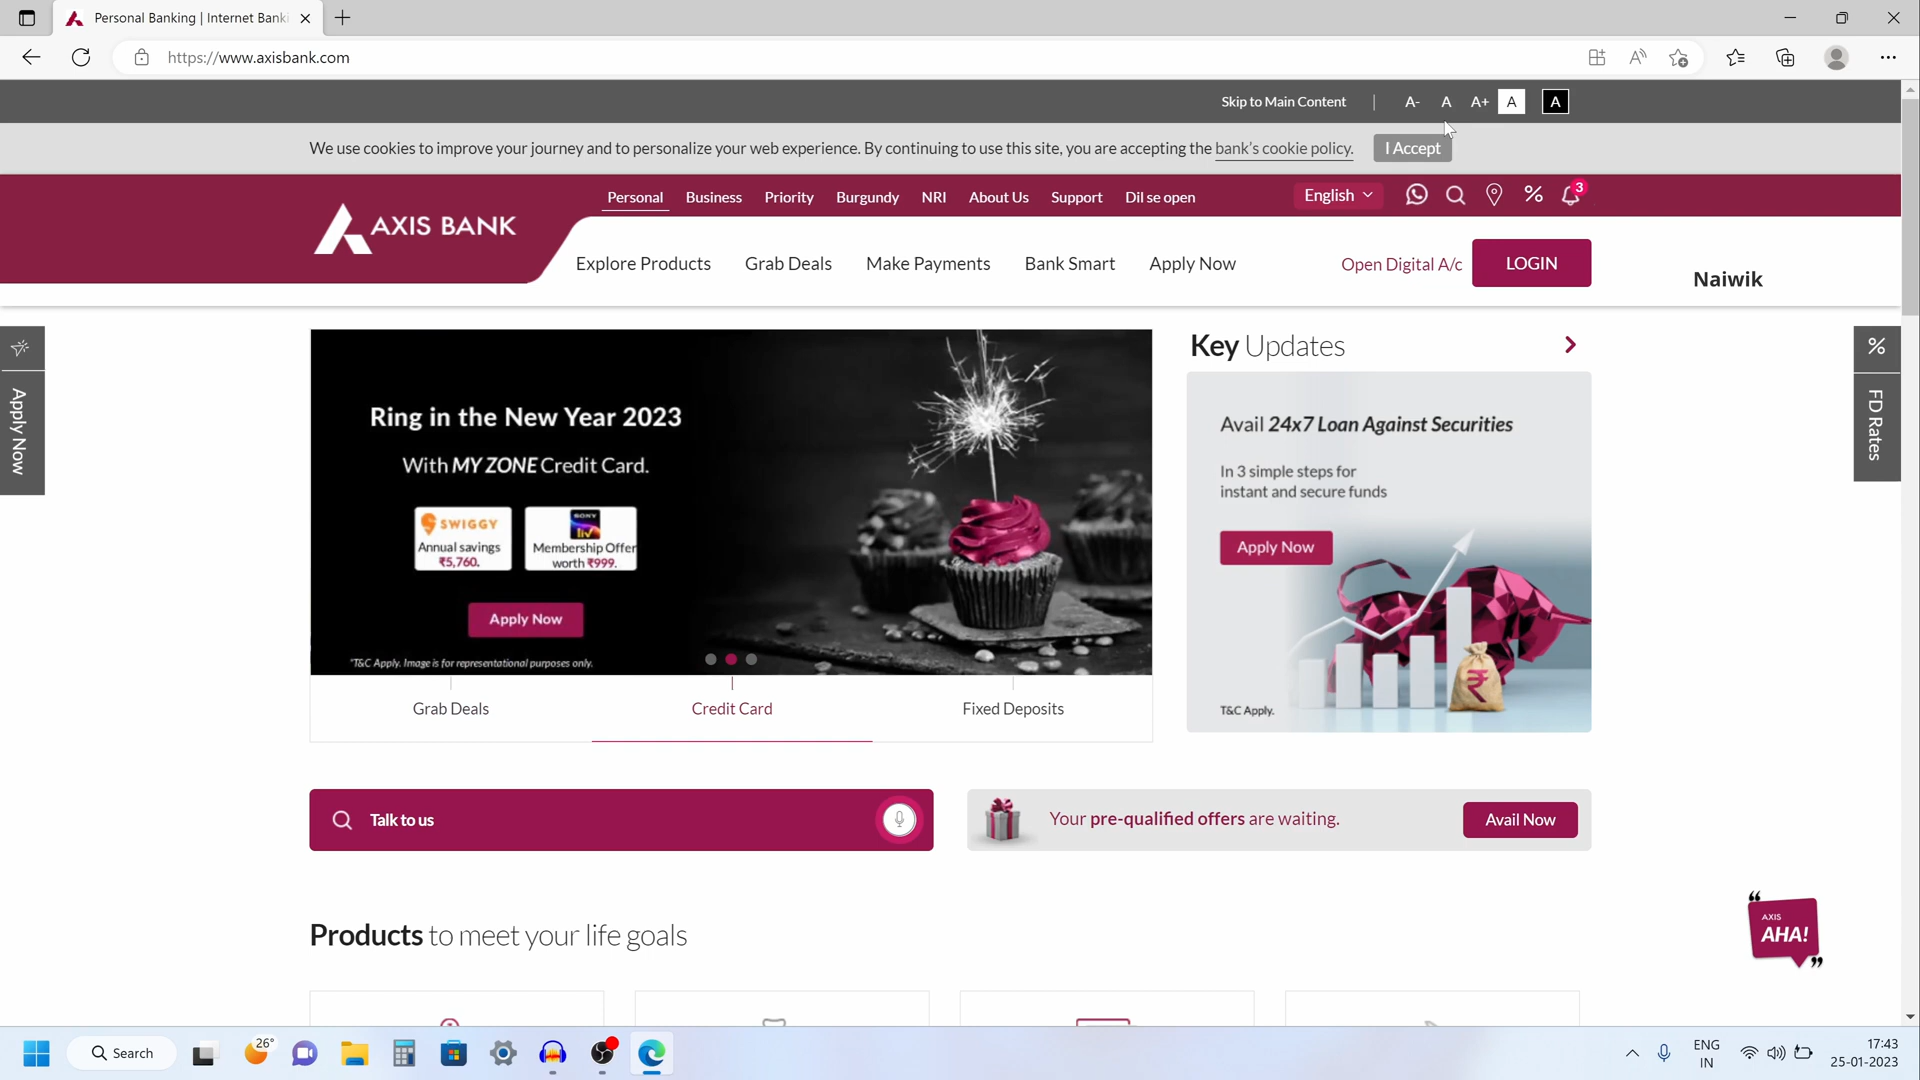 Personal Banking | Internet Banki
https://www.axisbank.com
Skip to Main Content | A- A A+ A A
We use cookies to improve your journey and to personalize your web experience. By continuing to use this site, you are accepting the bank's cookie policy. I Accept
Personal Business Priority Burgundy NRI About Us Support Dil se open English 3
AXIS BANK
Explore Products Grab Deals Make Payments Bank Smart Apply Now Open Digital A/c LOGIN
Naiwik
Apply Now
% FD Rates
Ring in the New Year 2023
With MY ZONE Credit Card.
SWIGGY
Annual savings
₹5,760.
SONY
liv
Membership Offer
worth ₹999.
Apply Now
*T&C Apply. Image is for representational purposes only.
Grab Deals Credit Card Fixed Deposits
Key Updates
Avail 24x7 Loan Against Securities
In 3 simple steps for
instant and secure funds
Apply Now
₹
T&C Apply.
Talk to us
Your pre-qualified offers are waiting. Avail Now
Products to meet your life goals
AXIS
AHA!
26°
Search
ENG
IN
17:43
25-01-2023